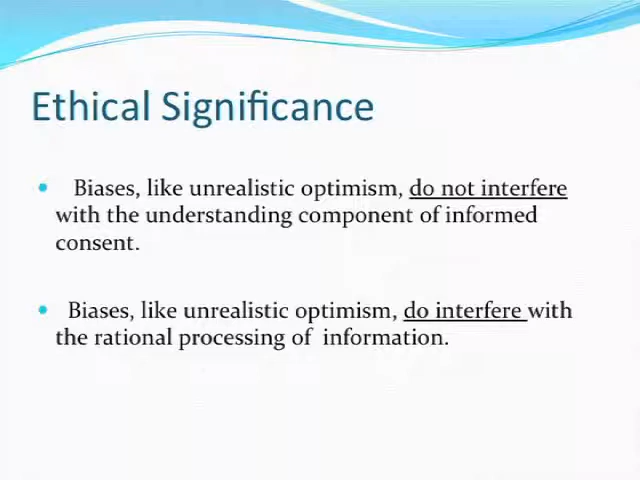 Ethical Significance
Biases, like unrealistic optimism, do not interfere
with the understanding component of informed
consent.
Biases, like unrealistic optimism, do interfere with
the rational processing of information.